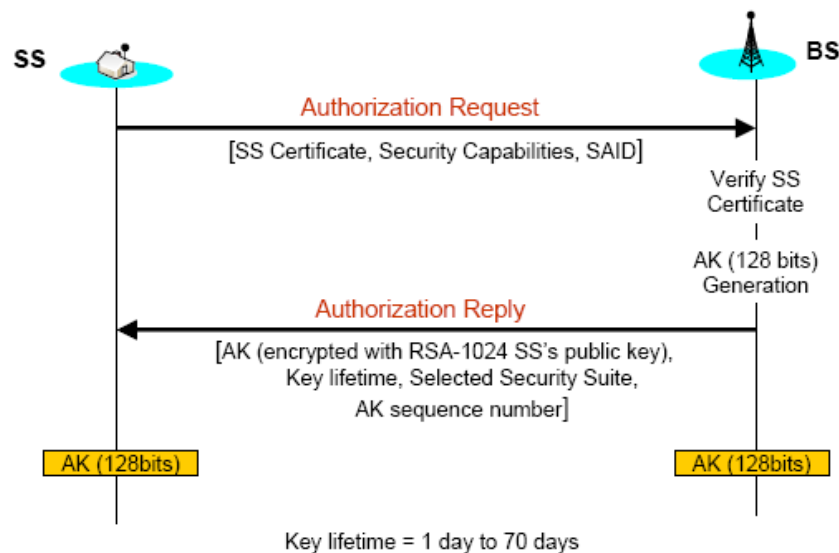 SS
BS
Authorization Request
[SS Certificate, Security Capabilities, SAID]
Verify SS
Certificate
AK (128 bits)
Generation
Authorization Reply
[AK (encrypted with RSA-1024 SS's public key),
Key lifetime, Selected Security Suite,
AK sequence number]
AK (128bits)
AK (128bits)
Key lifetime = 1 day to 70 days